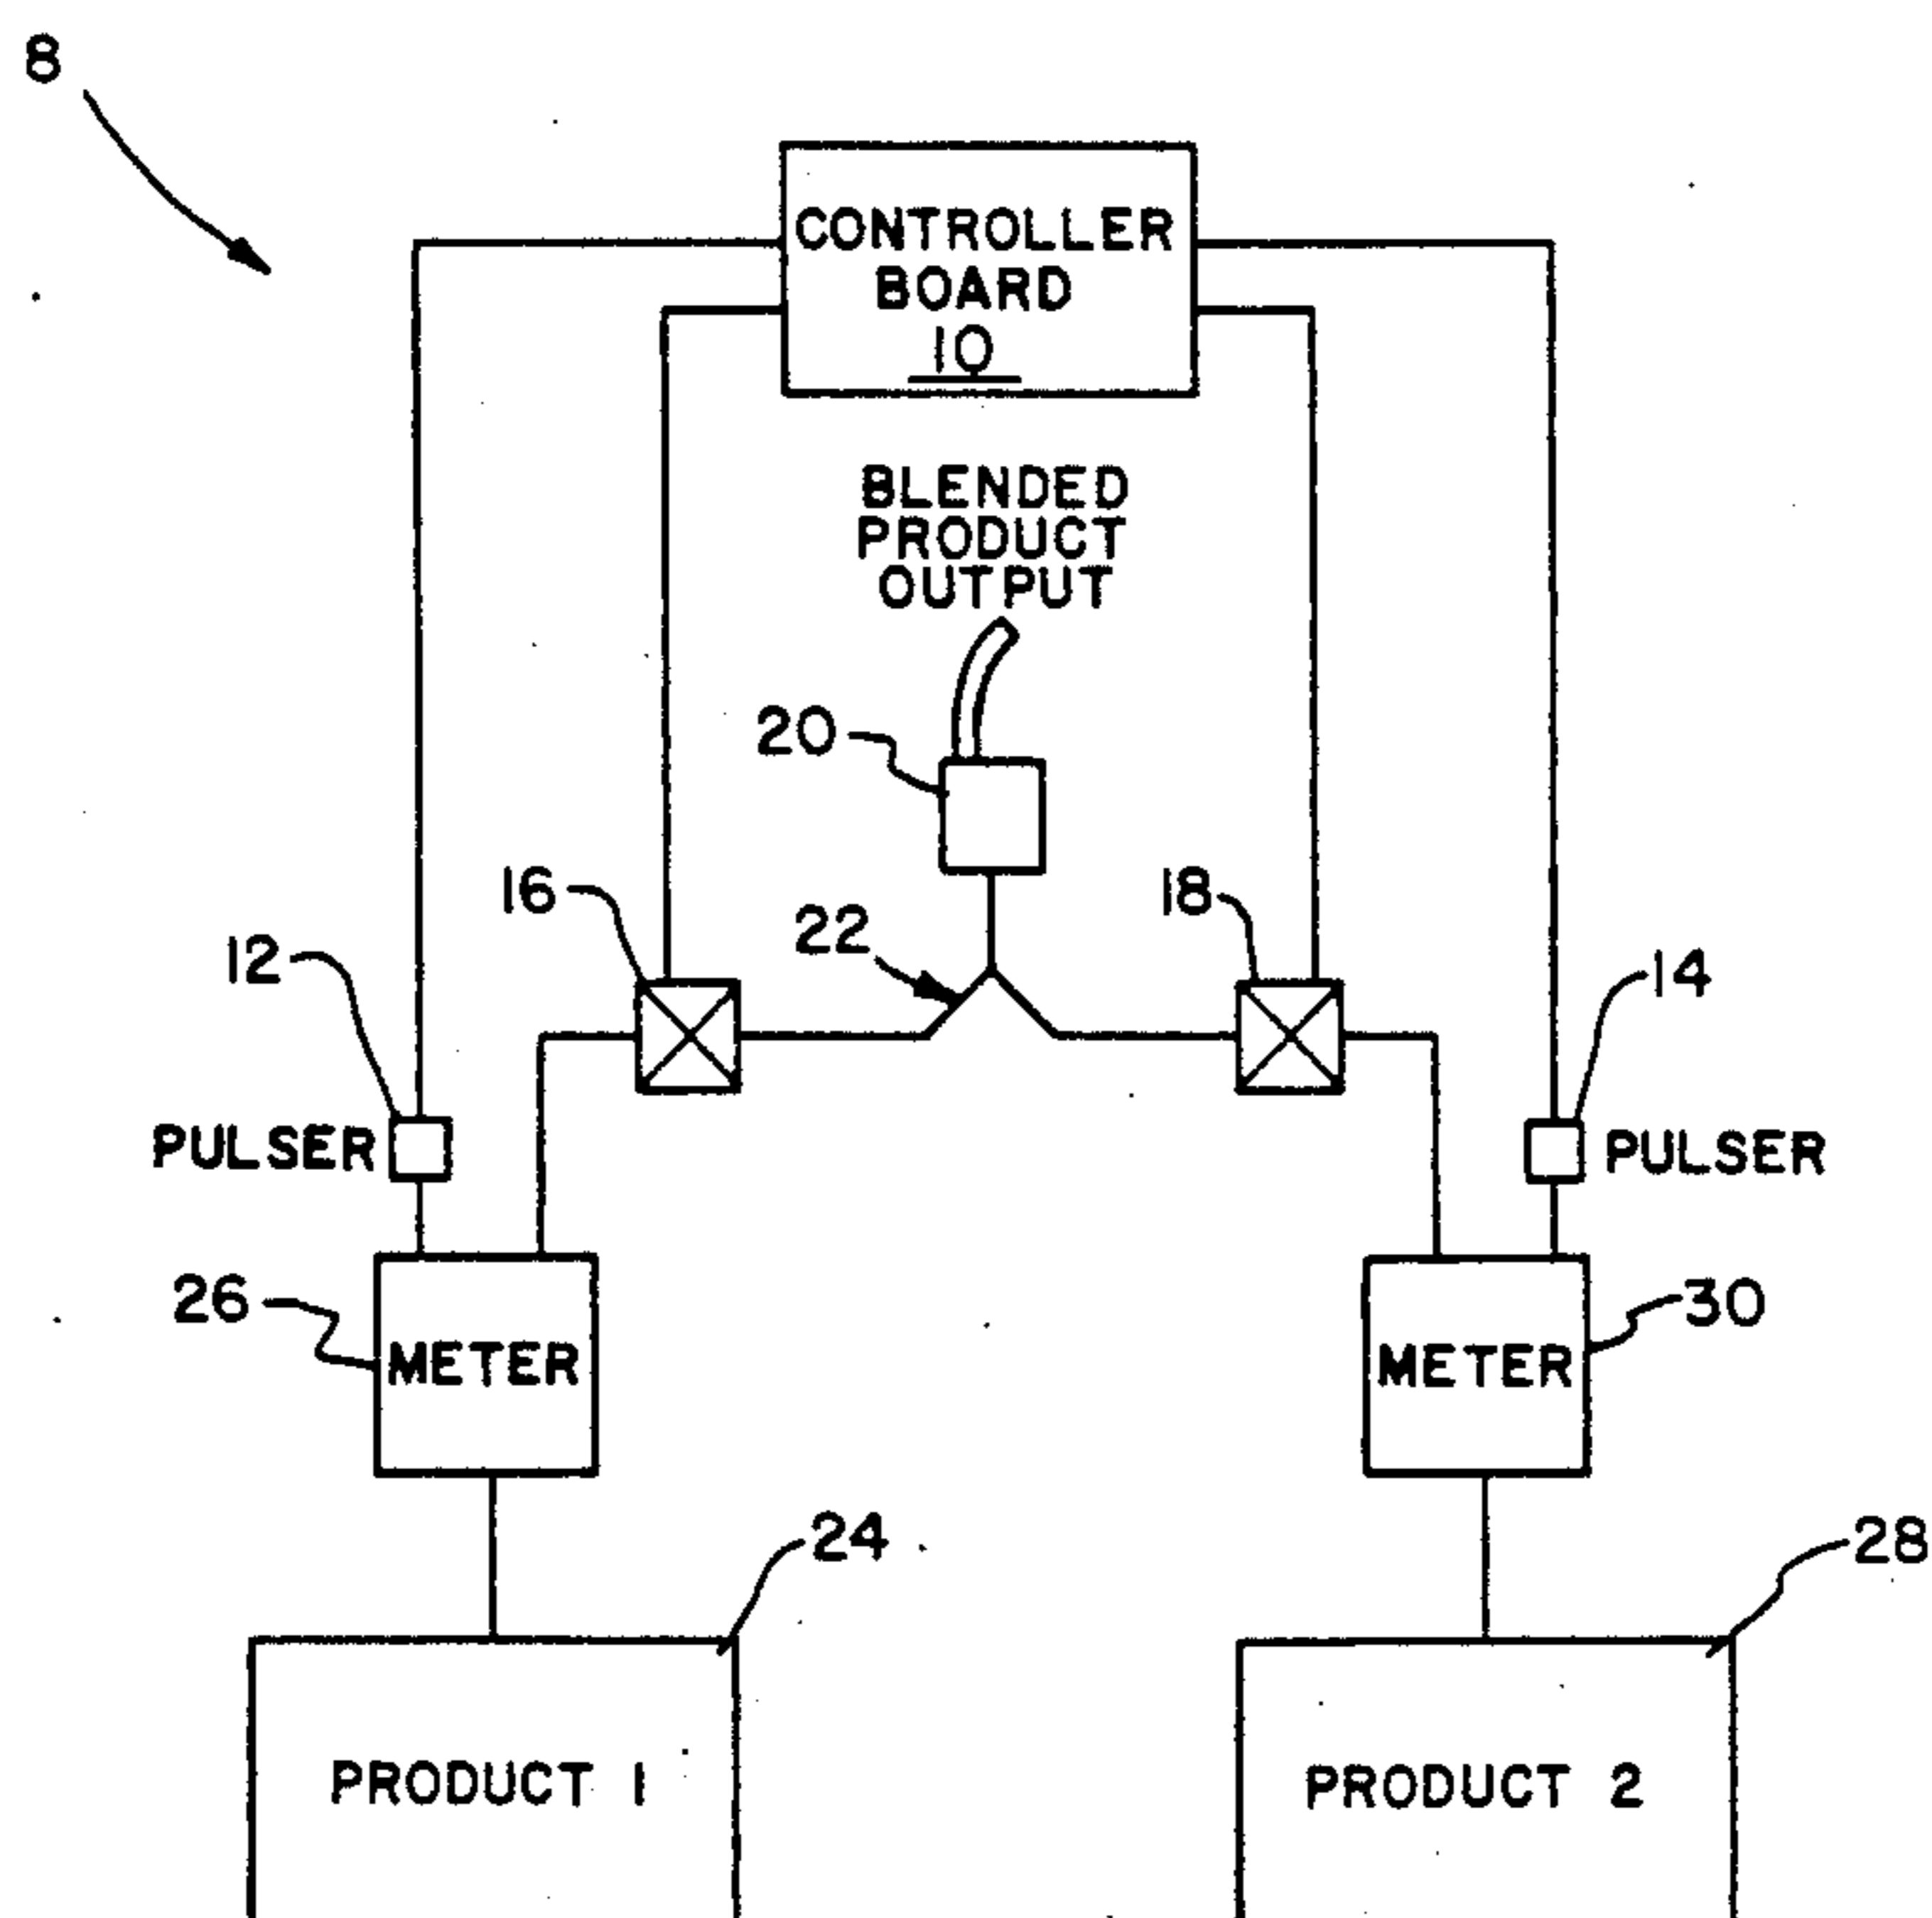 8
CONTROLLER
BOARD
10
BLENDED
PRODUCT
OUTPUT
20
16
18
22
12
14
PULSER
PULSER
26
METER
METER
30
24
28
PRODUCT 1
PRODUCT 2